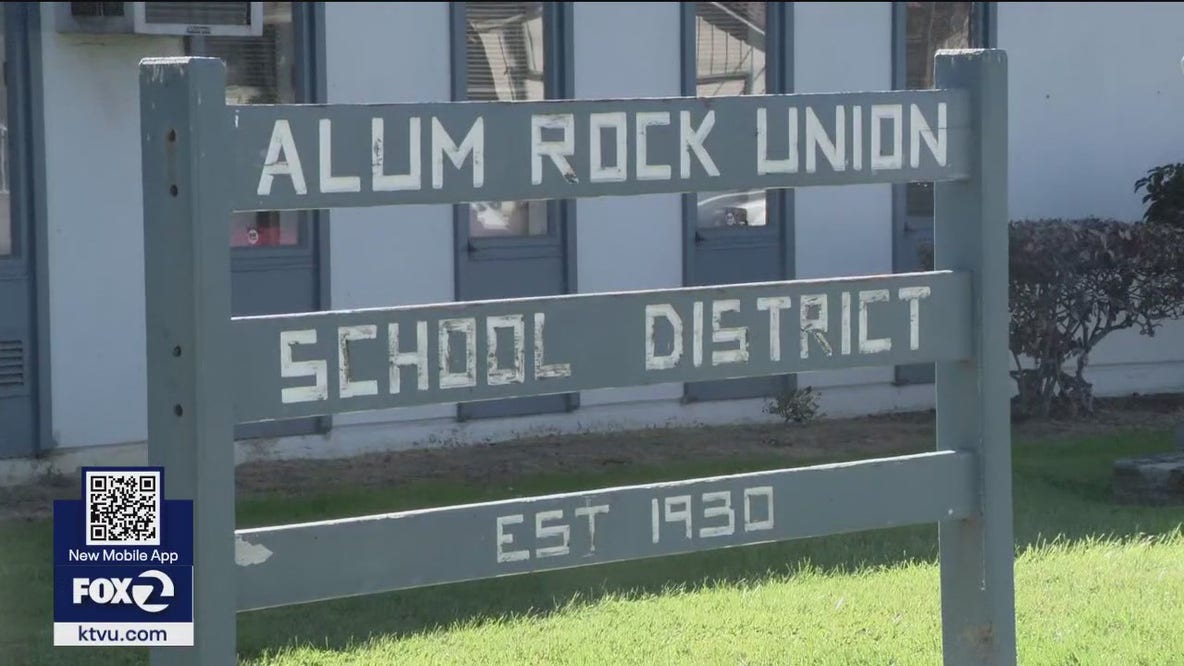 ALUM ROCK UNION
SCHOOL DISTRICT
EST 1930
New Mobile App
FOX 2
ktvu.com